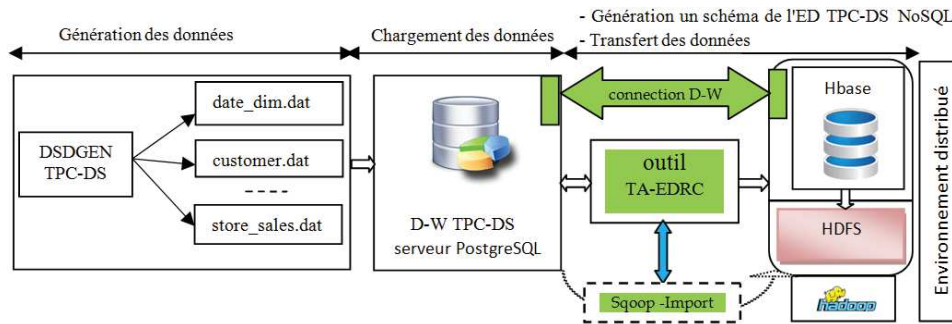 Génération des données
Chargement des données
- Génération un schéma de l'ED TPC-DS NoSQL
- Transfert des données
DSDGEN
TPC-DS
date_dim.dat
customer.dat
----
store_sales.dat
D-W TPC-DS
serveur PostgreSQL
connection D-W
outil
TA-EDRC
Sqoop -Import
Hbase
HDFS
hadoop
Environnement distribué